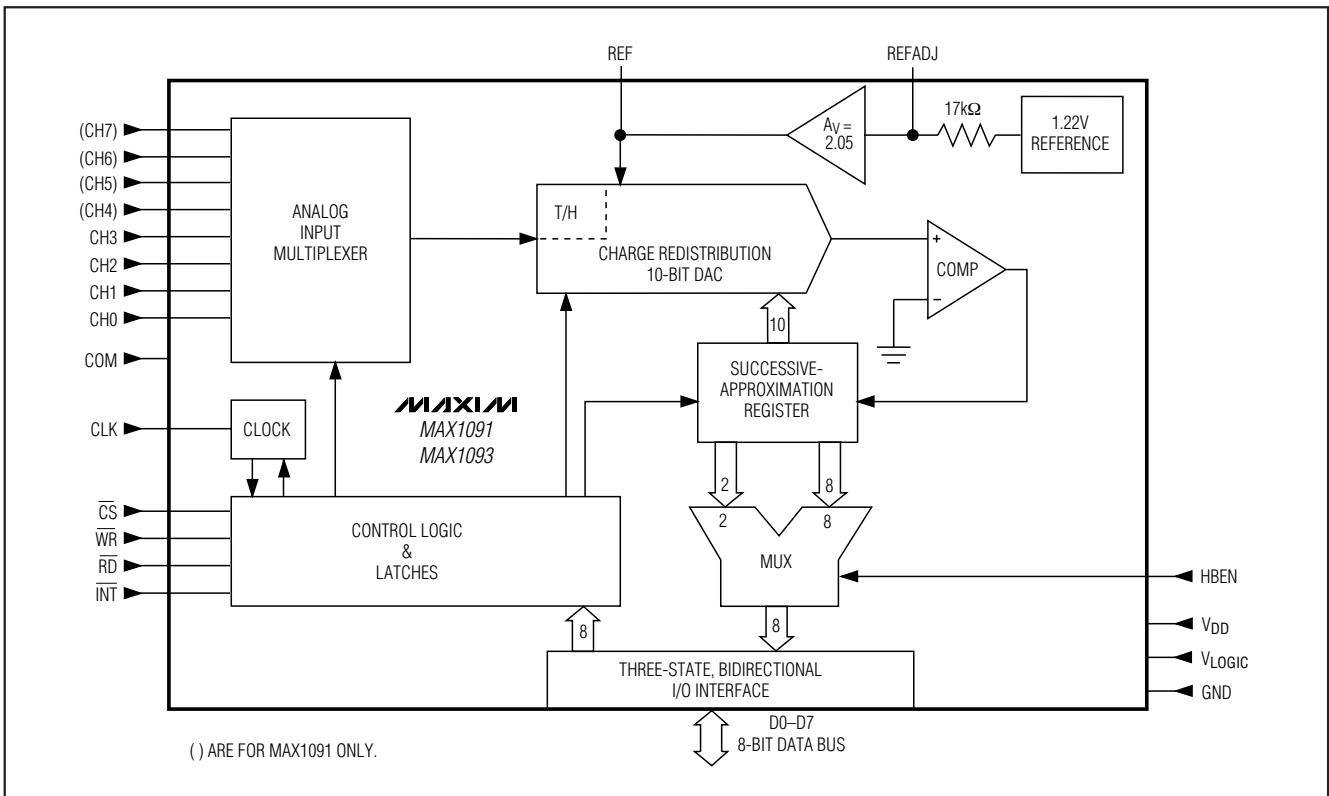 REF
REFADJ
(CH7)
(CH6)
(CH5)
(CH4)
CH3
CH2
CH1
CH0
COM
CLK
CS
WR
RD
INT
ANALOG
INPUT
MULTIPLEXER
CLOCK
MAXIM
MAX1091
MAX1093
CONTROL LOGIC
&
LATCHES
T/H
CHARGE REDISTRIBUTION
10-BIT DAC
AV =
2.05
17kΩ
1.22V
REFERENCE
+
COMP
−
10
SUCCESSIVE-
APPROXIMATION
REGISTER
2
8
2
8
MUX
8
8
THREE-STATE, BIDIRECTIONAL
I/O INTERFACE
HBEN
VDD
VLOGIC
GND
D0–D7
8-BIT DATA BUS
( ) ARE FOR MAX1091 ONLY.